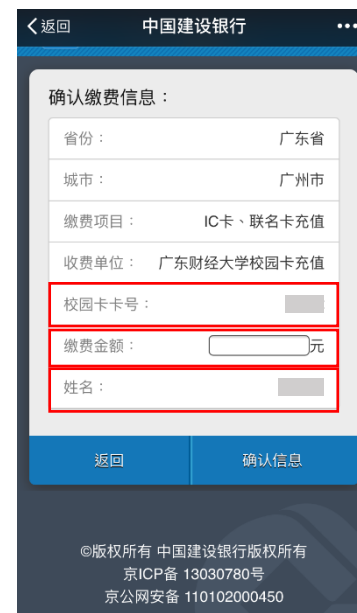 返回 中国建设银行
确认缴费信息：
省份： 广东省
城市： 广州市
缴费项目： IC卡、联名卡充值
收费单位： 广东财经大学校园卡充值
校园卡卡号：
缴费金额： 元
姓名：
返回 确认信息
©版权所有 中国建设银行版权所有
京ICP备 13030780号
京公网安备 110102000450